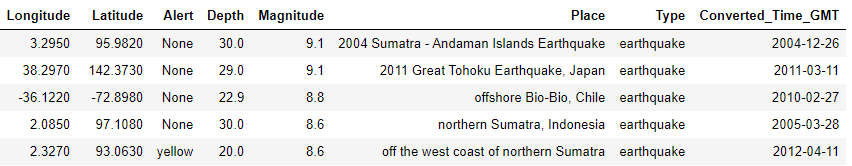 Longitude Latitude Alert Depth Magnitude Place Type Converted_Time_GMT
3.2950 95.9820 None 30.0 9.1 2004 Sumatra - Andaman Islands Earthquake earthquake 2004-12-26
38.2970 142.3730 None 29.0 9.1 2011 Great Tohoku Earthquake, Japan earthquake 2011-03-11
-36.1220 -72.8980 None 22.9 8.8 offshore Bio-Bio, Chile earthquake 2010-02-27
2.0850 97.1080 None 30.0 8.6 northern Sumatra, Indonesia earthquake 2005-03-28
2.3270 93.0630 yellow 20.0 8.6 off the west coast of northern Sumatra earthquake 2012-04-11